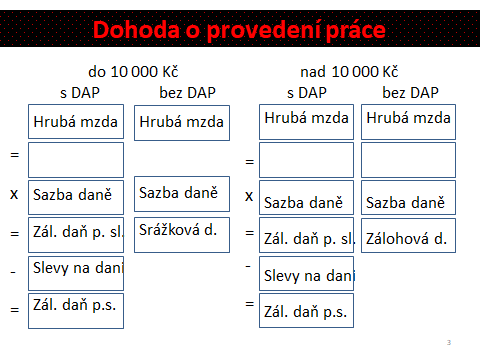 Dohoda o provedení práce
do 10 000 Kč
nad 10 000 Kč
s DAP
bez DAP
s DAP
bez DAP
Hrubá mzda
Hrubá mzda
Hrubá mzda
Hrubá mzda
=
=
x
Sazba daně
Sazba daně
x
Sazba daně
Sazba daně
=
Zál. daň p. sl.
Srážková d.
=
Zál. daň p. sl.
Zálohová d.
-
Slevy na dani
-
Slevy na dani
=
Zál. daň p.s.
=
Zál. daň p.s.
3